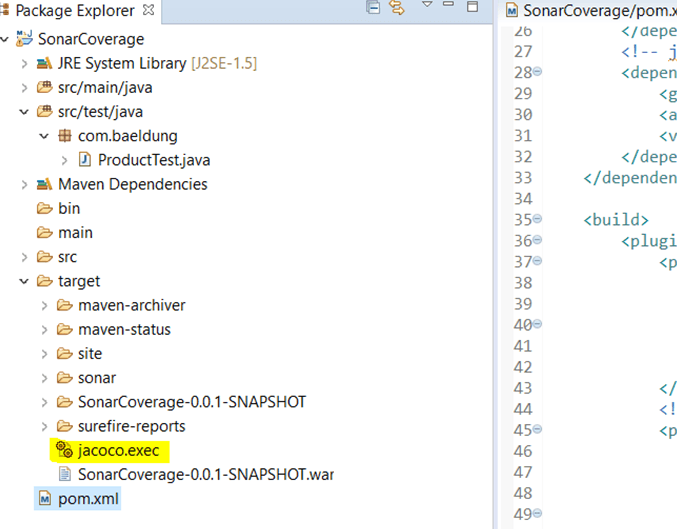 Package Explorer
SonarCoverage
JRE System Library [J2SE-1.5]
src/main/java
src/test/java
com.baeldung
ProductTest.java
Maven Dependencies
bin
main
src
target
maven-archiver
maven-status
site
sonar
SonarCoverage-0.0.1-SNAPSHOT
surefire-reports
jacoco.exec
SonarCoverage-0.0.1-SNAPSHOT.war
pom.xml
SonarCoverage/pom.x
26 </depe
27 <!-- j
28 <depen
29 <g
30 <a
31 <v
32 </depe
33 </dependen
34
35 <build>
36 <plugi
37 <p
38
39
40
41
42
43 </
44 <!
45 <p
46
47
48
49